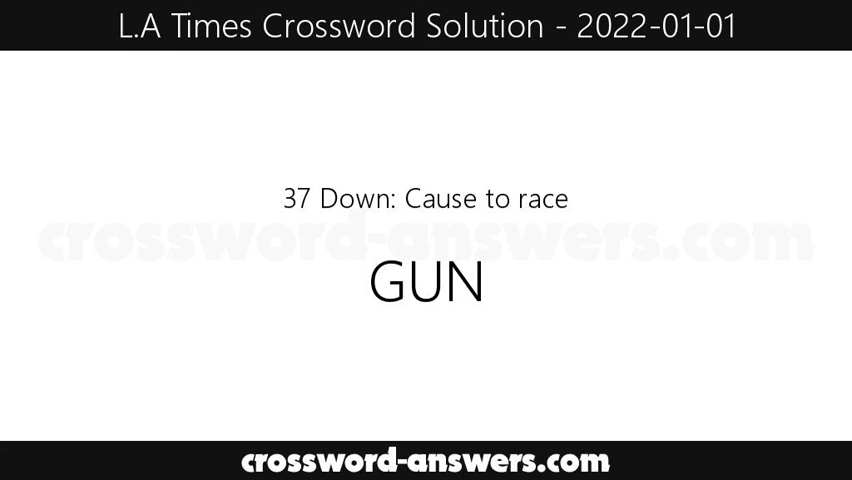 L.A Times Crossword Solution - 2022-01-01
37 Down: Cause to race
crossword-answers.com
GUN
crossword-answers.com